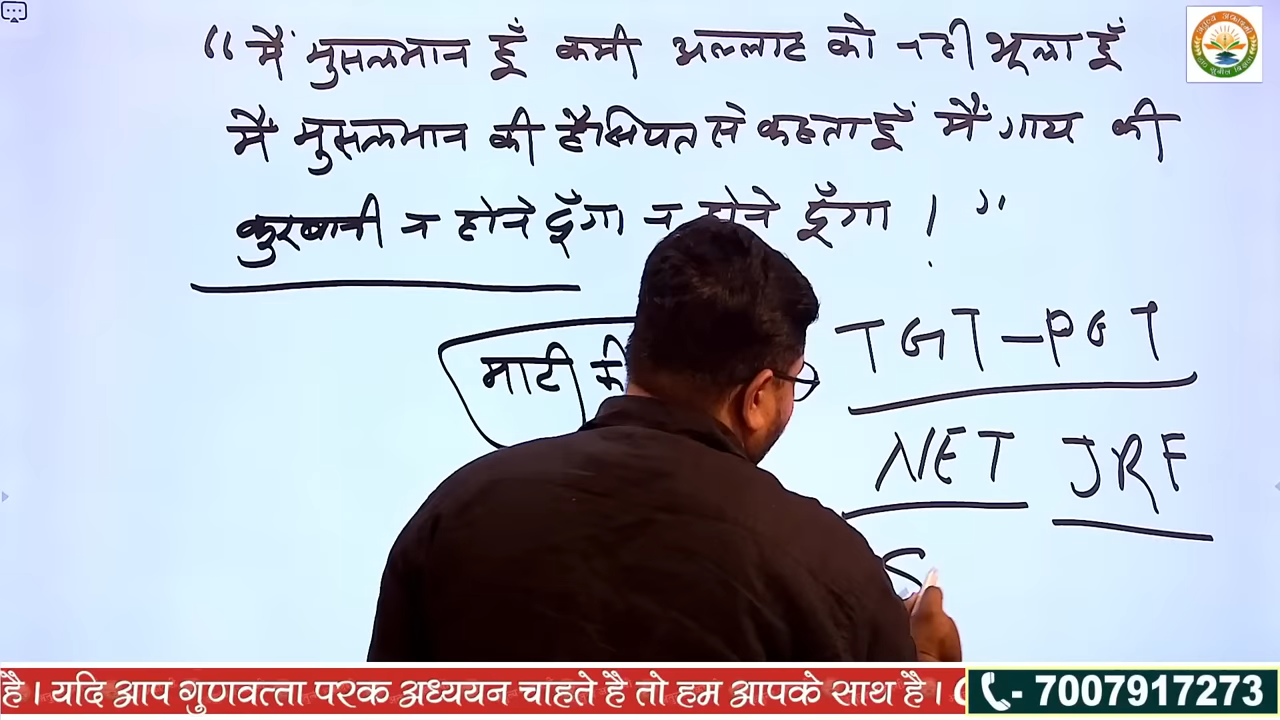 “मैं मुसलमान हूँ कभी अल्लाह को नही भूला हूँ
मैं मुसलमान की हैसियत से कहता हूँ मैं गाय की
कुरबानी न होने दूँगा न होने दूँगा !”
माटी की
TGT-PGT
NET JRF
S
है । यदि आप गुणवत्ता परक अध्ययन चाहते है तो हम आपके साथ है ।
- 7007917273